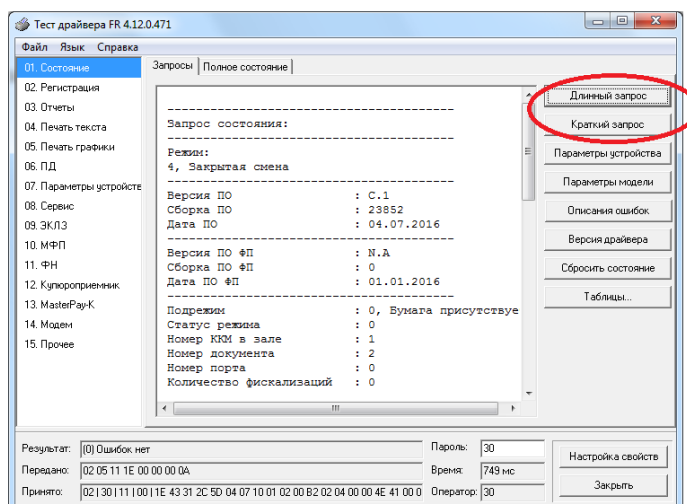 Тест драйвера FR 4.12.0.471
Файл Язык Справка
01. Состояние
02. Регистрация
03. Отчеты
04. Печать текста
05. Печать графики
06. ПД
07. Параметры устройств
08. Сервис
09. ЭКЛЗ
10. МФП
11. ФН
12. Купюроприемник
13. MasterPay-K
14. Модем
15. Прочее
Запросы Полное состояние
----------------------------------------
Запрос состояния:
----------------------------------------
Режим:
4, Закрытая смена
----------------------------------------
Версия ПО : C.1
Сборка ПО : 23852
Дата ПО : 04.07.2016
----------------------------------------
Версия ПО ФП : N.A
Сборка ПО ФП : 0
Дата ПО ФП : 01.01.2016
----------------------------------------
Подрежим : 0, Бумага присутствуе
Статус режима : 0
Номер ККМ в зале : 1
Номер документа : 2
Номер порта : 0
Количество фискализаций : 0
Длинный запрос
Краткий запрос
Параметры устройства
Параметры модели
Описания ошибок
Версия драйвера
Сбросить состояние
Таблицы...
Результат: (0) Ошибок нет
Передано: 02 05 11 1E 00 00 00 0A
Принято: 02 | 30 | 11 | 00 | 1E 43 31 2C 5D 04 07 10 01 02 00 B2 02 04 00 00 4E 41 00 0
Пароль: 30
Время: 749 мс
Оператор: 30
Настройка свойств
Закрыть